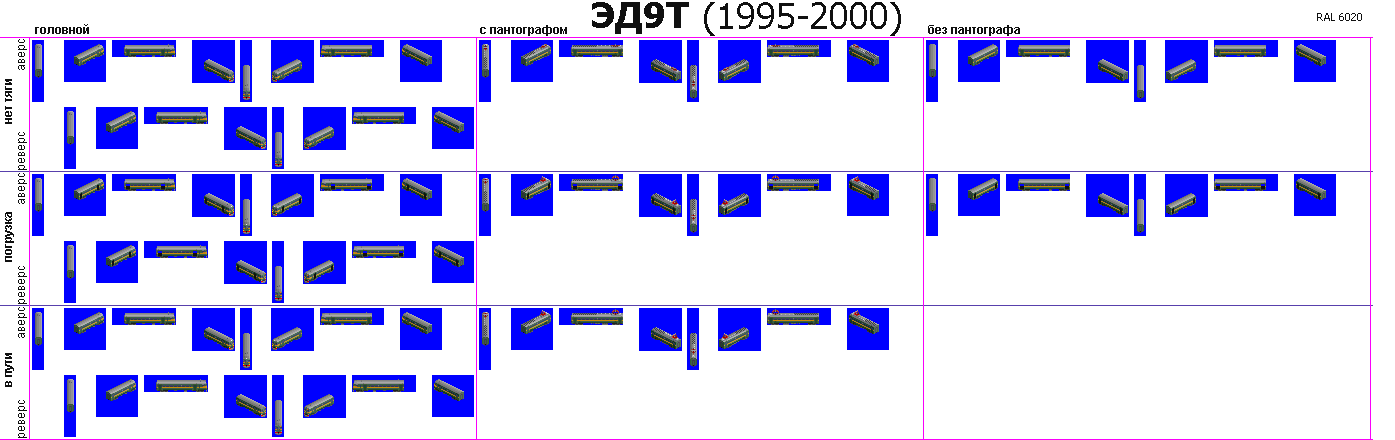 ЭД9Т (1995-2000)
RAL 6020
головной
с пантографом
без пантографа
аверс
нет тяги
реверс
аверс
погрузка
реверс
аверс
в пути
реверс